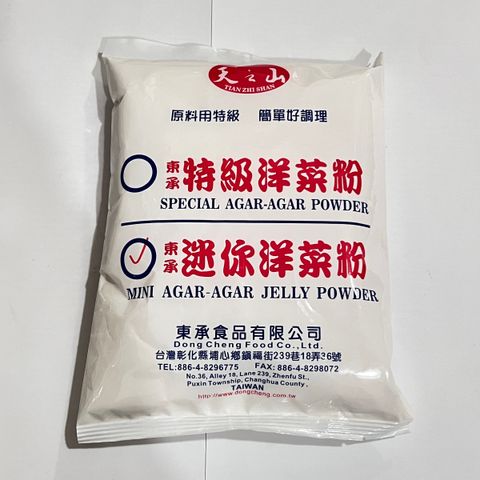 天之山
TIAN ZHI SHAN
原料用特級 簡單好調理
東承 特級洋菜粉
SPECIAL AGAR-AGAR POWDER
東承 迷你洋菜粉
MINI AGAR-AGAR JELLY POWDER
東承食品有限公司
Dong Cheng Food Co.,Ltd.
台灣彰化縣埔心鄉鎮福街239巷18弄36號
TEL:886-4-8296775 FAX: 886-4-8298072
No.36, Alley 18, Lane 239, Zhenfu St.,
Puxin Township, Changhua County,
TAIWAN
http://www.dongcheng.com.tw